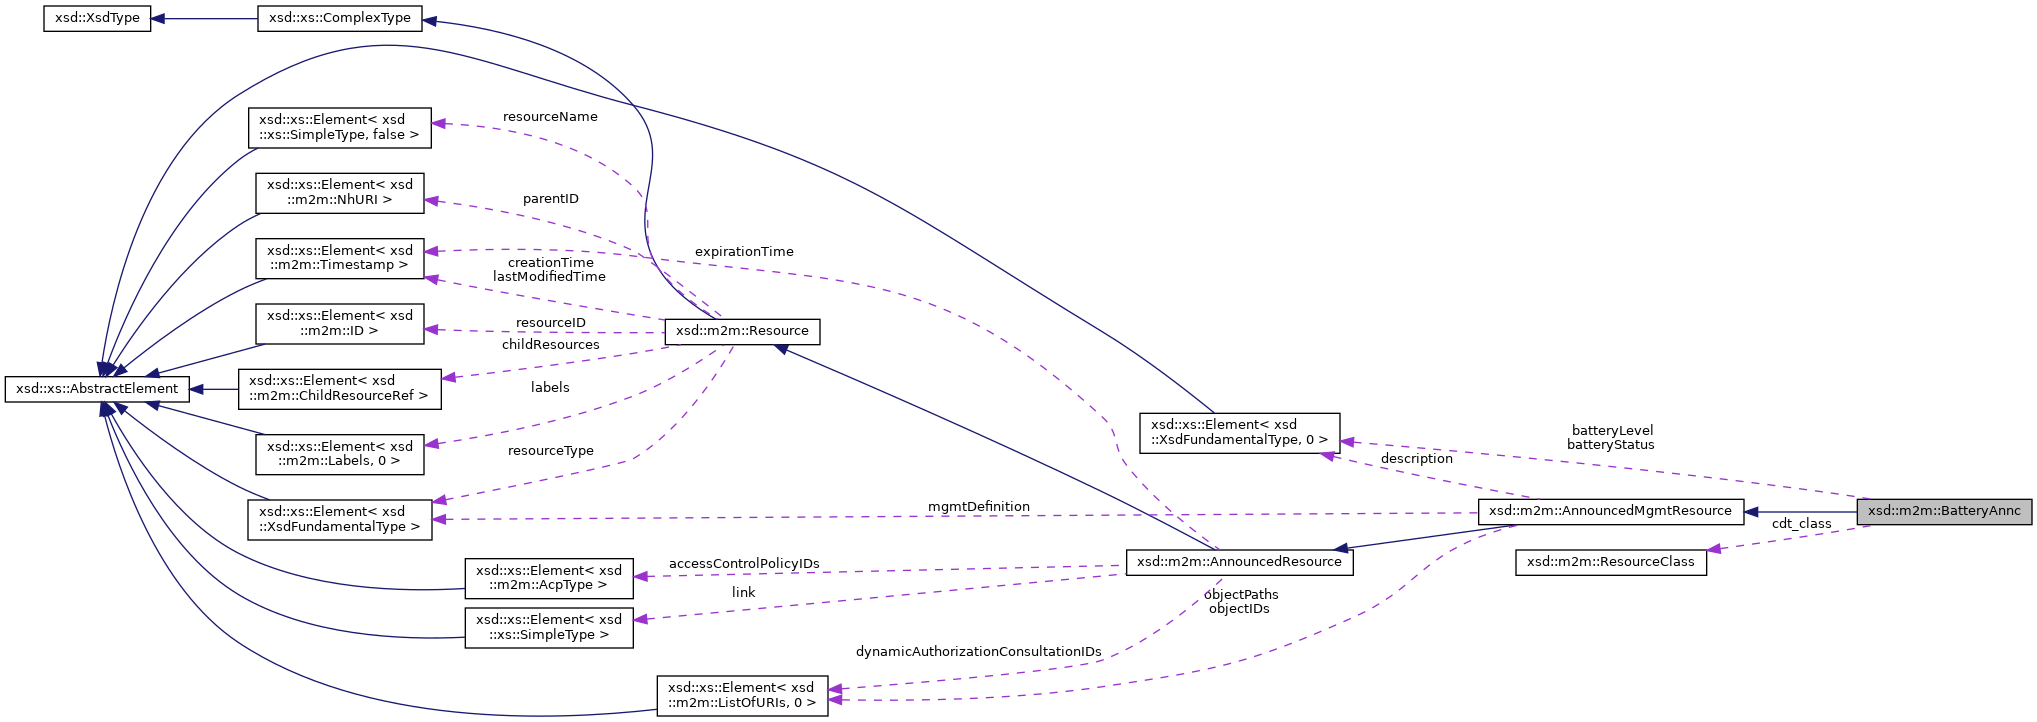 xsd::XsdType
xsd::xs::ComplexType
xsd::xs::Element< xsd
::xs::SimpleType, false >
resourceName
xsd::xs::Element< xsd
::m2m::NhURI >
parentID
xsd::xs::Element< xsd
::m2m::Timestamp >
expirationTime
creationTime
lastModifiedTime
xsd::xs::Element< xsd
::m2m::ID >
resourceID
xsd::m2m::Resource
childResources
xsd::xs::AbstractElement
xsd::xs::Element< xsd
::m2m::ChildResourceRef >
labels
xsd::xs::Element< xsd
::m2m::Labels, 0 >
resourceType
xsd::xs::Element< xsd
::XsdFundamentalType, 0 >
batteryLevel
batteryStatus
description
xsd::xs::Element< xsd
::XsdFundamentalType >
mgmtDefinition
xsd::m2m::AnnouncedMgmtResource
xsd::m2m::BatteryAnnc
cdt_class
xsd::m2m::ResourceClass
xsd::m2m::AnnouncedResource
xsd::xs::Element< xsd
::m2m::AcpType >
accessControlPolicyIDs
link
xsd::xs::Element< xsd
::xs::SimpleType >
objectPaths
objectIDs
dynamicAuthorizationConsultationIDs
xsd::xs::Element< xsd
::m2m::ListOfURIs, 0 >